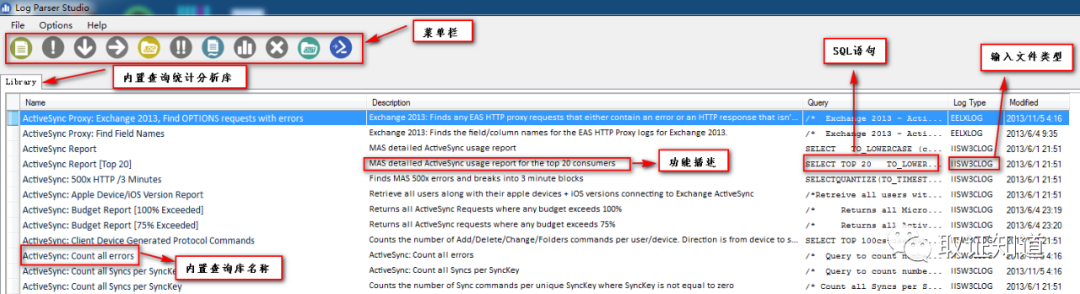 Log Parser Studio
File Options Help
菜单栏
SQL语句
输入文件类型
内置查询统计分析库
Library
Name Description Query Log Type Modified
ActiveSync Proxy: Exchange 2013, Find OPTIONS requests with errors Exchange 2013: Finds any EAS HTTP proxy requests that either contain an error or an HTTP response that isn'... /* Exchange 2013 - Acti... EELXLOG 2013/11/5 4:16
ActiveSync Proxy: Find Field Names Exchange 2013: Finds the field/column names for the EAS HTTP Proxy logs for Exchange 2013. /* Exchange 2013 - Acti... EELXLOG 2013/6/4 9:35
ActiveSync Report MAS detailed ActiveSync usage report SELECT TO_LOWERCASE (c... IISW3CLOG 2013/6/1 21:51
ActiveSync Report [Top 20] MAS detailed ActiveSync usage report for the top 20 consumers SELECT TOP 20 TO_LOWER... IISW3CLOG 2013/6/1 21:51
功能描述
ActiveSync: 500x HTTP /3 Minutes Finds MAS 500x errors and breaks into 3 minute blocks SELECTQUANTIZE(TO_TIMEST... IISW3CLOG 2013/6/1 21:51
ActiveSync: Apple Device/iOS Version Report Retrieve all users along with their apple devices + iOS versions connecting to Exchange ActiveSync /*Retreive all users wit... IISW3CLOG 2013/6/1 21:51
ActiveSync: Budget Report [100% Exceeded] Returns all ActiveSync Requests where any budget exceeds 100% /* Returns all Micro... IISW3CLOG 2013/6/4 23:19
ActiveSync: Budget Report [75% Exceeded] Returns all ActiveSync requests where any budget exceeds 75% /* Returns all Activ... IISW3CLOG 2013/6/4 23:20
ActiveSync: Client Device Generated Protocol Commands Counts the number of Add/Delete/Change/Folders commands per user/device. Direction is from device to s... SELECT TOP 100cs IISW3CLOG 2013/6/1 21:51
ActiveSync: Count all errors ActiveSync: Count all errors /* Query to count numbe... IISW3CLOG 2013/6/1 21:51
ActiveSync: Count all Syncs per SyncKey ActiveSync: Count all Syncs per SyncKey /* Query to count numbe... IISW3CLOG 2013/11/5 4:16
ActiveSync: Count all Syncs per SyncKey Counts the number of Sync commands per unique SyncKey where SyncKey is not equal to zero /* Count all Syncs per S... IISW3CLOG 2013/6/1 21:51
内置查询库名称
取证知道